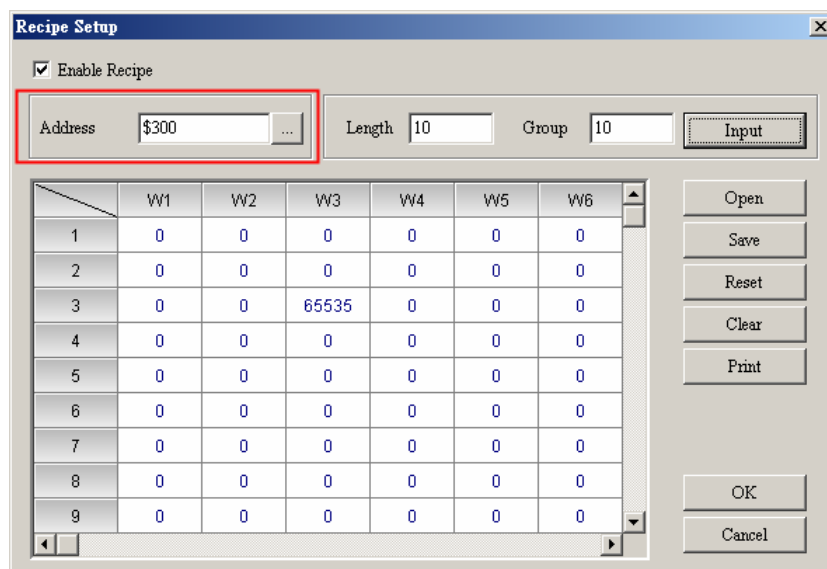 Recipe Setup
Enable Recipe
Address $300 ... Length 10 Group 10 Input
W1 W2 W3 W4 W5 W6
1 0 0 0 0 0 0
2 0 0 0 0 0 0
3 0 0 65535 0 0 0
4 0 0 0 0 0 0
5 0 0 0 0 0 0
6 0 0 0 0 0 0
7 0 0 0 0 0 0
8 0 0 0 0 0 0
9 0 0 0 0 0 0
Open
Save
Reset
Clear
Print
OK
Cancel